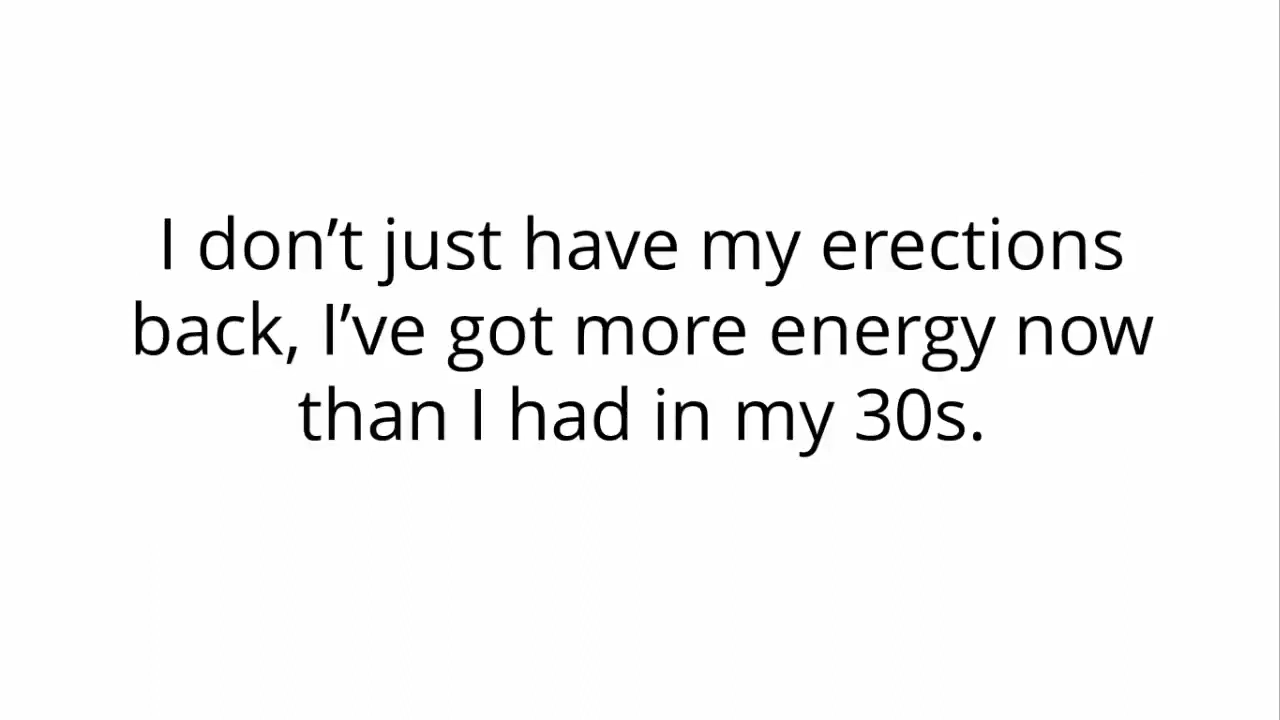 I don’t just have my erections
back, I’ve got more energy now
than I had in my 30s.